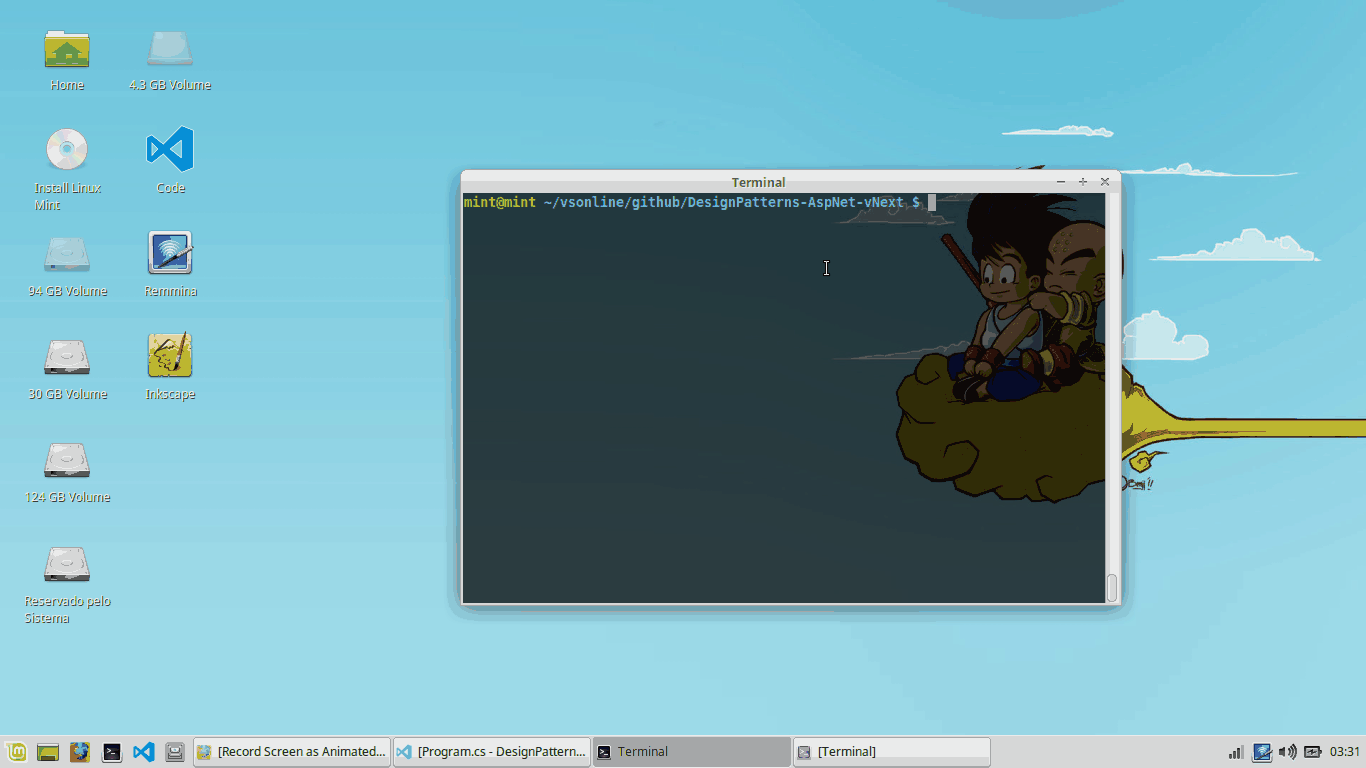 Home
4.3 GB Volume
Install Linux
Mint
Code
94 GB Volume
Remmina
30 GB Volume
Inkscape
124 GB Volume
Reservado pelo
Sistema
Terminal
mint@mint ~/vsonline/github/DesignPatterns-AspNet-vNext $
[Record Screen as Animated...
[Program.cs - DesignPattern...
Terminal
[Terminal]
03:31